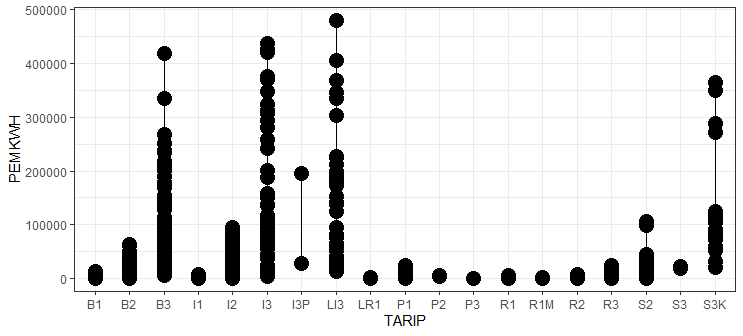 500000
400000
300000
200000
100000
0
PEMKWH
B1 B2 B3 I1 I2 I3 I3P LI3 LR1 P1 P2 P3 R1 R1M R2 R3 S2 S3 S3K
TARIP